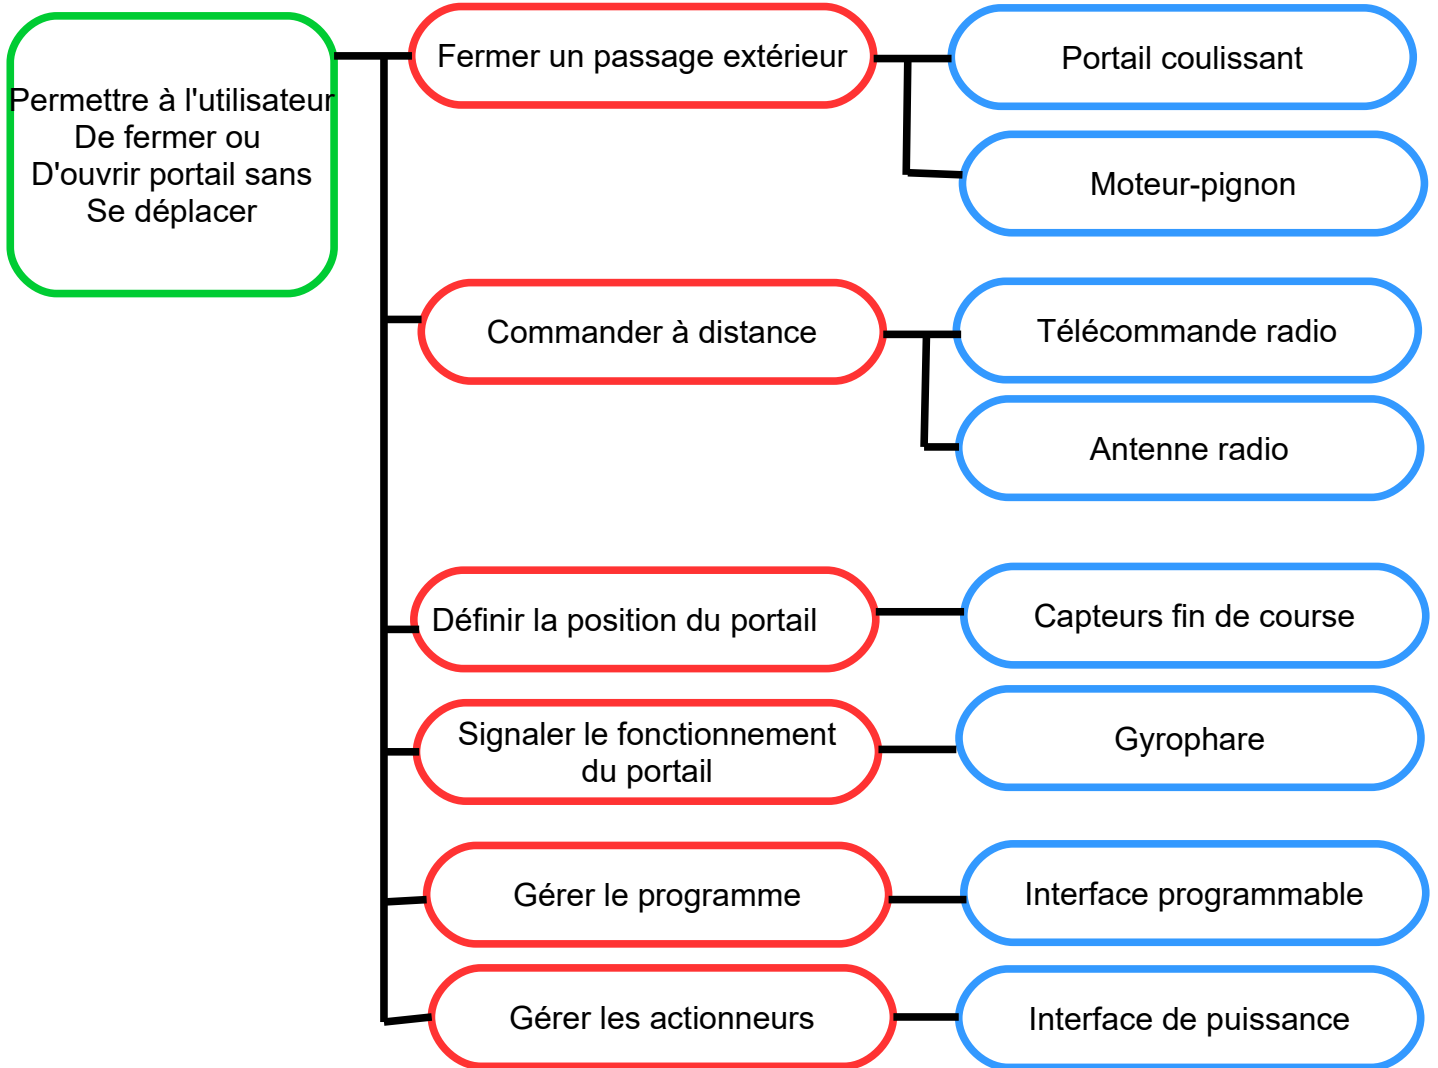 Permettre à l'utilisateur
De fermer ou
D'ouvrir portail sans
Se déplacer
Fermer un passage extérieur
Portail coulissant
Moteur-pignon
Commander à distance
Télécommande radio
Antenne radio
Définir la position du portail
Capteurs fin de course
Signaler le fonctionnement
du portail
Gyrophare
Gérer le programme
Interface programmable
Gérer les actionneurs
Interface de puissance